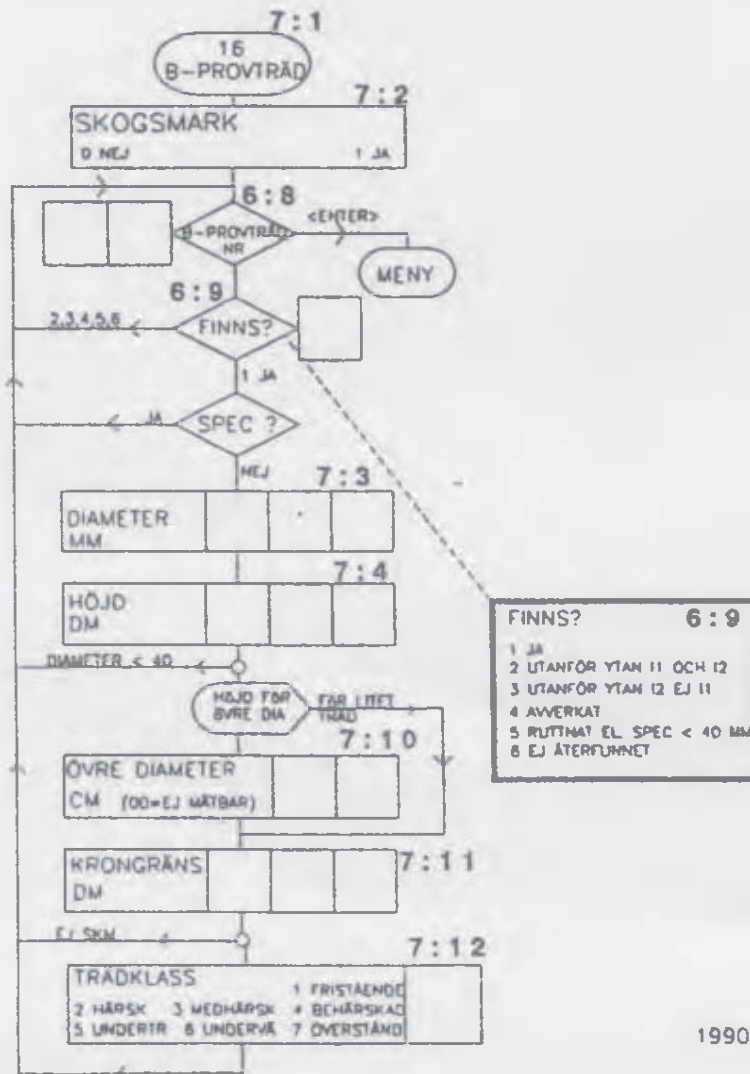 7:1
16
B-PROVTRÄD
7:2
SKOGSMARK
0 NEJ 1 JA
6:8
<ENTER>
B-PROVTRÄD
NR
MENY
6:9
2,3,4,5,6
FINNS?
1 JA
JA
SPEC ?
NEJ
7:3
DIAMETER
MM
7:4
HÖJD
DM
DIAMETER < 40
HÖJD FÖR
ÖVRE DIA
FÖR LITET
TRÄD
7:10
ÖVRE DIAMETER
CM (00=EJ MÄTBAR)
KRONGRÄNS
DM
7:11
EJ SKM
7:12
TRÄDKLASS
1 FRISTÅENDE
2 HÄRSK 3 MEDHÄRSK 4 BEHÄRSKAD
5 UNDERTR 6 UNDERVÄ 7 ÖVERSTÅND
FINNS? 6:9
1 JA
2 UTANFÖR YTAN I1 OCH I2
3 UTANFÖR YTAN I2 EJ I1
4 AVVERKAT
5 RUTTNAT EL. SPEC < 40 MM
6 EJ ÅTERFUNNET
1990